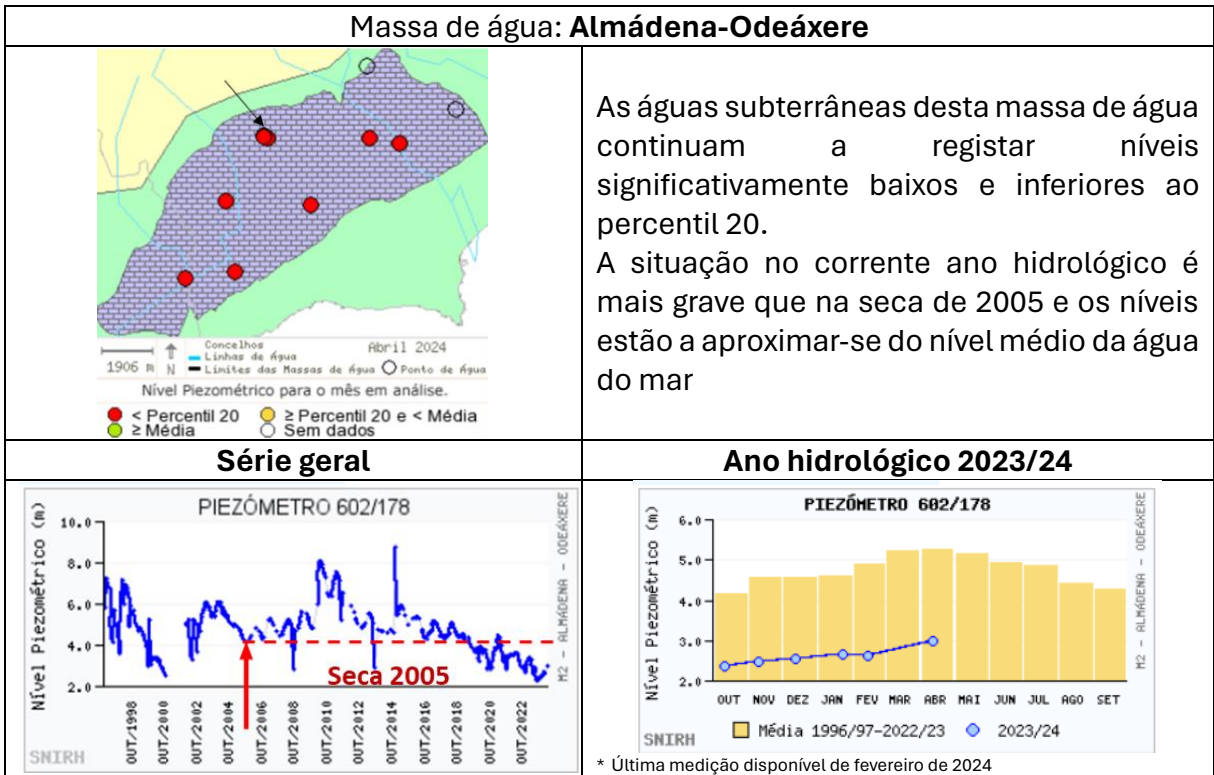 Massa de água: Almádena-Odeáxere
Concelhos
Linhas de Água
Limites das Massas de Água
Ponto de Água
Abril 2024
1906 m
N
Nível Piezométrico para o mês em análise.
< Percentil 20
≥ Percentil 20 e < Média
≥ Média
Sem dados
As águas subterrâneas desta massa de água
continuam a registar níveis
significativamente baixos e inferiores ao
percentil 20.
A situação no corrente ano hidrológico é
mais grave que na seca de 2005 e os níveis
estão a aproximar-se do nível médio da água
do mar
Série geral
Ano hidrológico 2023/24
PIEZÓMETRO 602/178
Nível Piezométrico (m)
10.0
8.0
6.0
4.0
2.0
Seca 2005
OUT/1998
OUT/2000
OUT/2002
OUT/2004
OUT/2006
OUT/2008
OUT/2010
OUT/2012
OUT/2014
OUT/2016
OUT/2018
OUT/2020
OUT/2022
M2 - ALMÁDENA - ODEÁXERE
SNIRH
PIEZÓMETRO 602/178
Nível Piezométrico (m)
6.0
5.0
4.0
3.0
2.0
OUT NOV DEZ JAN FEV MAR ABR MAI JUN JUL AGO SET
Média 1996/97-2022/23
2023/24
M2 - ALMÁDENA - ODEÁXERE
SNIRH
* Última medição disponível de fevereiro de 2024